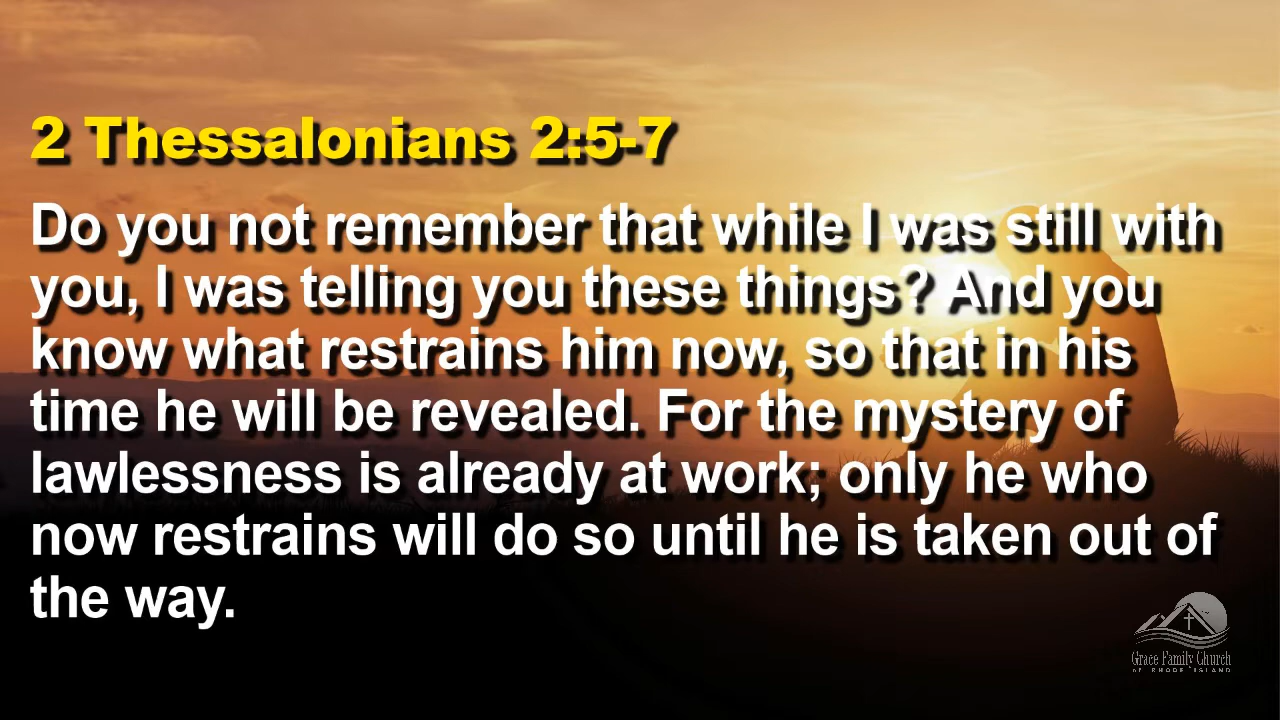 2 Thessalonians 2:5-7
Do you not remember that while I was still with
you, I was telling you these things? And you
know what restrains him now, so that in his
time he will be revealed. For the mystery of
lawlessness is already at work; only he who
now restrains will do so until he is taken out of
the way.
Grace Family Church
OF RHODE ISLAND